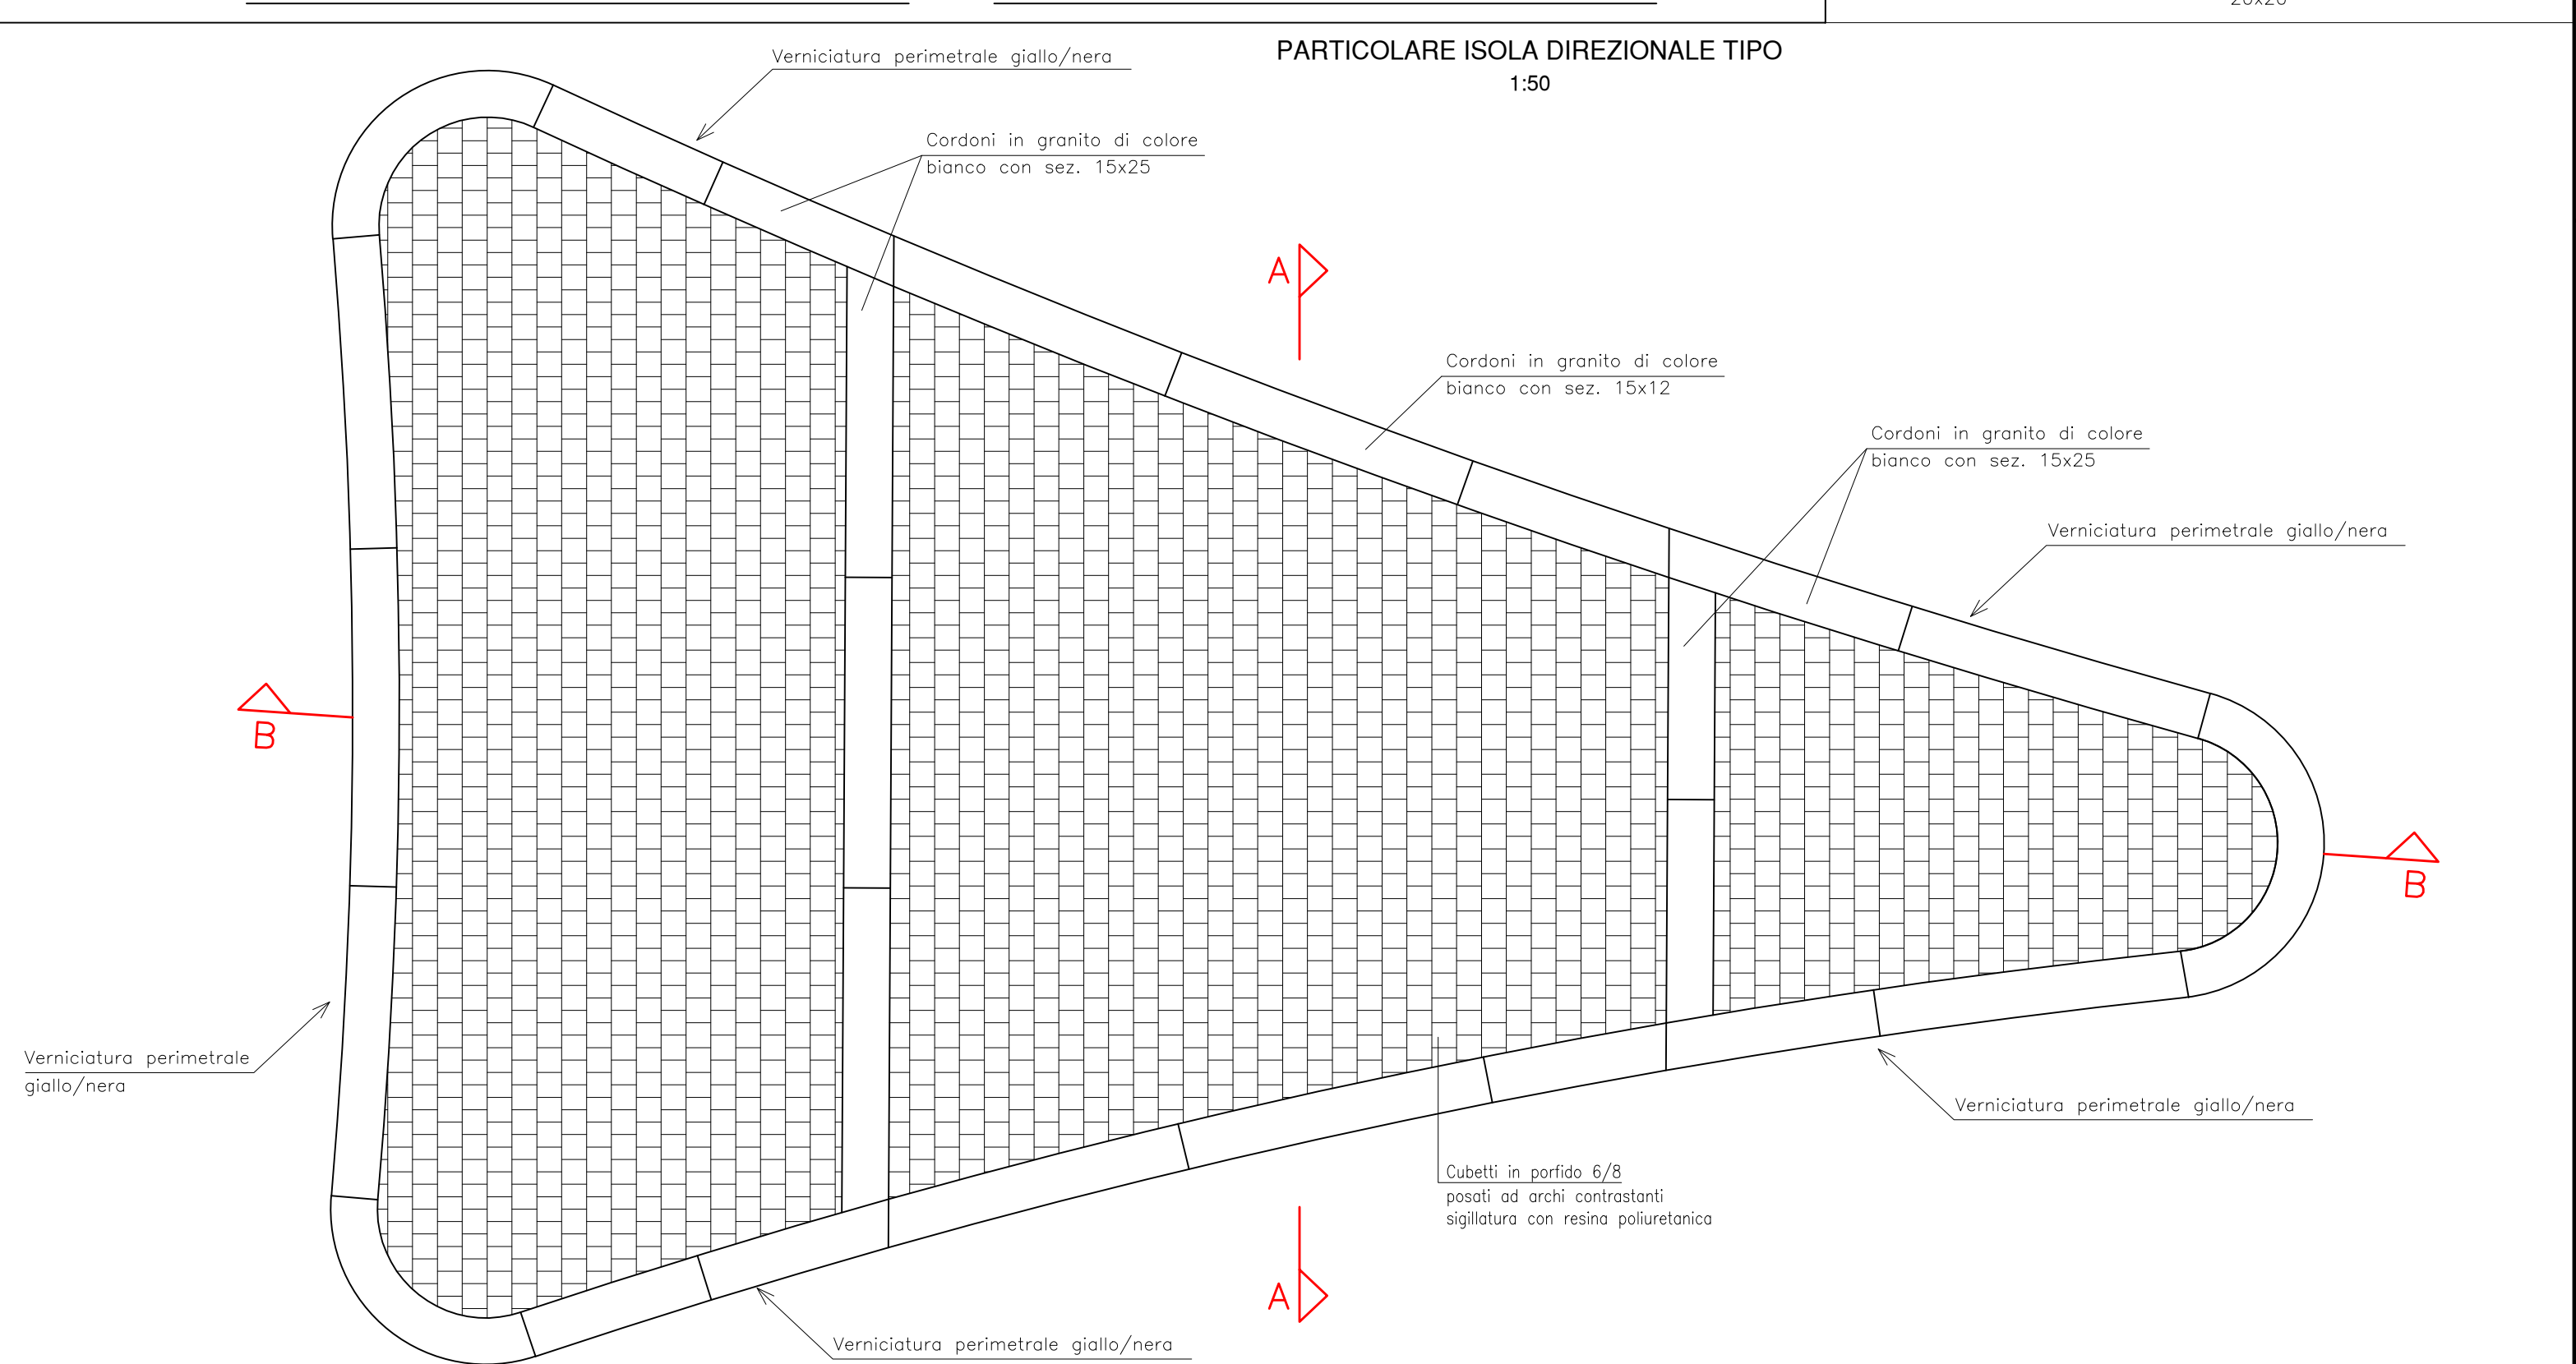 PARTICOLARE ISOLA DIREZIONALE TIPO
1:50
Verniciatura perimetrale giallo/nera
Cordoni in granito di colore
bianco con sez. 15x25
A
Cordoni in granito di colore
bianco con sez. 15x12
Cordoni in granito di colore
bianco con sez. 15x25
Verniciatura perimetrale giallo/nera
B
B
Verniciatura perimetrale
giallo/nera
Verniciatura perimetrale giallo/nera
Cubetti in porfido 6/8
posati ad archi contrastanti
sigillatura con resina poliuretanica
A
Verniciatura perimetrale giallo/nera